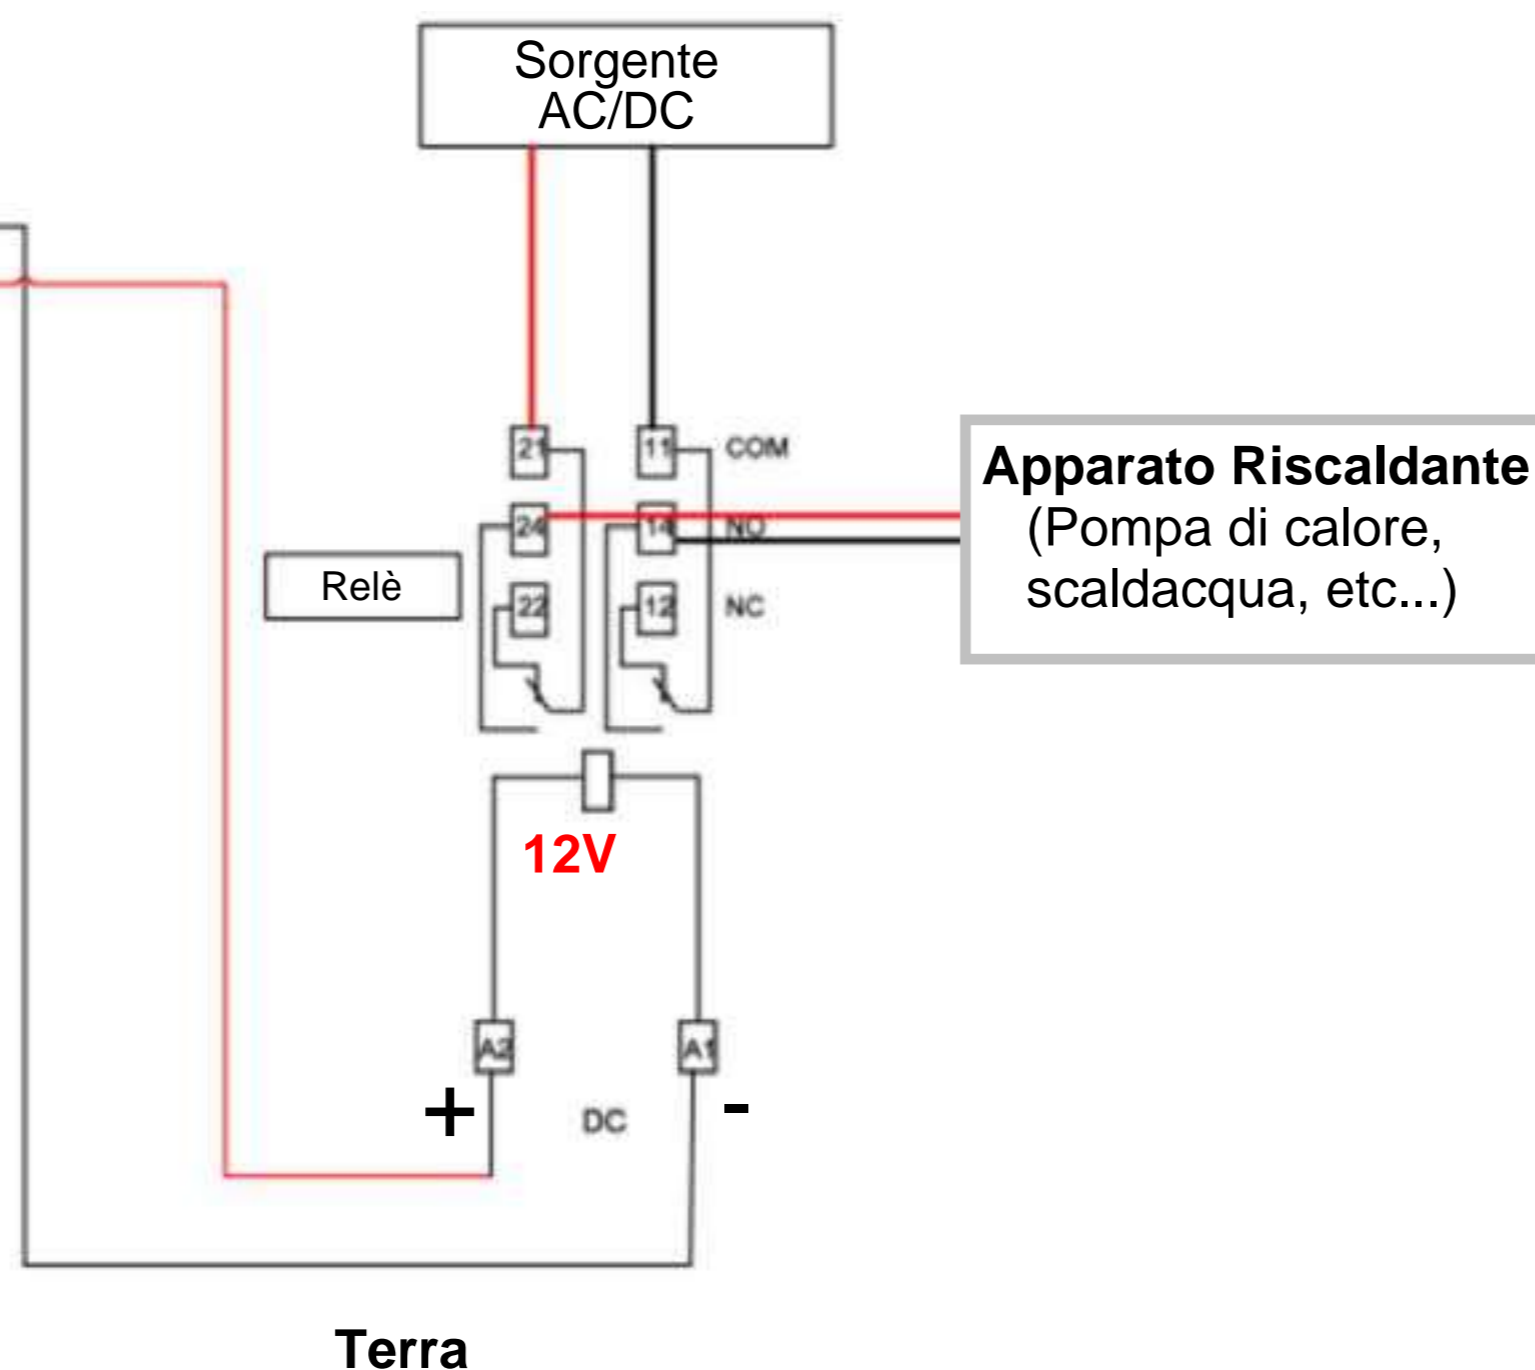 Sorgente
AC/DC
21 11 COM
24 14 NO
22 12 NC
Relè
Apparato Riscaldante
(Pompa di calore,
scaldacqua, etc...)
12V
A2 A1
+ DC -
Terra